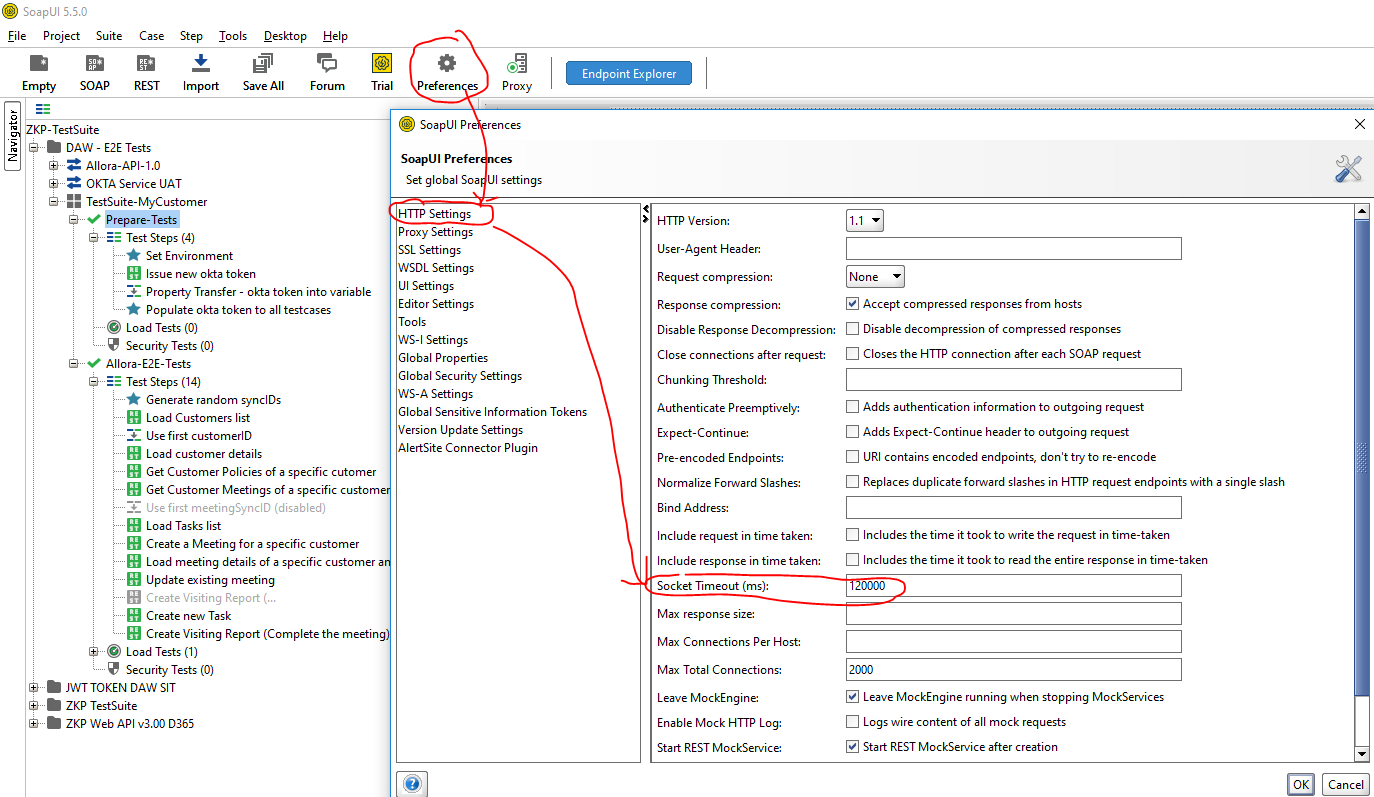 SoapUI 5.5.0
File Project Suite Case Step Tools Desktop Help
Empty SOAP REST Import Save All Forum Trial Preferences Proxy Endpoint Explorer
Navigator
ZKP-TestSuite
DAW - E2E Tests
Allora-API-1.0
OKTA Service UAT
TestSuite-MyCustomer
Prepare-Tests
Test Steps (4)
Set Environment
Issue new okta token
Property Transfer - okta token into variable
Populate okta token to all testcases
Load Tests (0)
Security Tests (0)
Allora-E2E-Tests
Test Steps (14)
Generate random syncIDs
Load Customers list
Use first customerID
Load customer details
Get Customer Policies of a specific cutomer
Get Customer Meetings of a specific customer
Use first meetingSyncID (disabled)
Load Tasks list
Create a Meeting for a specific customer
Load meeting details of a specific customer an
Update existing meeting
Create Visiting Report (...
Create new Task
Create Visiting Report (Complete the meeting)
Load Tests (1)
Security Tests (0)
JWT TOKEN DAW SIT
ZKP TestSuite
ZKP Web API v3.00 D365
SoapUI Preferences
SoapUI Preferences
Set global SoapUI settings
HTTP Settings
Proxy Settings
SSL Settings
WSDL Settings
UI Settings
Editor Settings
Tools
WS-I Settings
Global Properties
Global Security Settings
WS-A Settings
Global Sensitive Information Tokens
Version Update Settings
AlertSite Connector Plugin
HTTP Version: 1.1
User-Agent Header:
Request compression: None
Response compression: Accept compressed responses from hosts
Disable Response Decompression: Disable decompression of compressed responses
Close connections after request: Closes the HTTP connection after each SOAP request
Chunking Threshold:
Authenticate Preemptively: Adds authentication information to outgoing request
Expect-Continue: Adds Expect-Continue header to outgoing request
Pre-encoded Endpoints: URI contains encoded endpoints, don't try to re-encode
Normalize Forward Slashes: Replaces duplicate forward slashes in HTTP request endpoints with a single slash
Bind Address:
Include request in time taken: Includes the time it took to write the request in time-taken
Include response in time taken: Includes the time it took to read the entire response in time-taken
Socket Timeout (ms): 120000
Max response size:
Max Connections Per Host:
Max Total Connections: 2000
Leave MockEngine: Leave MockEngine running when stopping MockServices
Enable Mock HTTP Log: Logs wire content of all mock requests
Start REST MockService: Start REST MockService after creation
OK Cancel